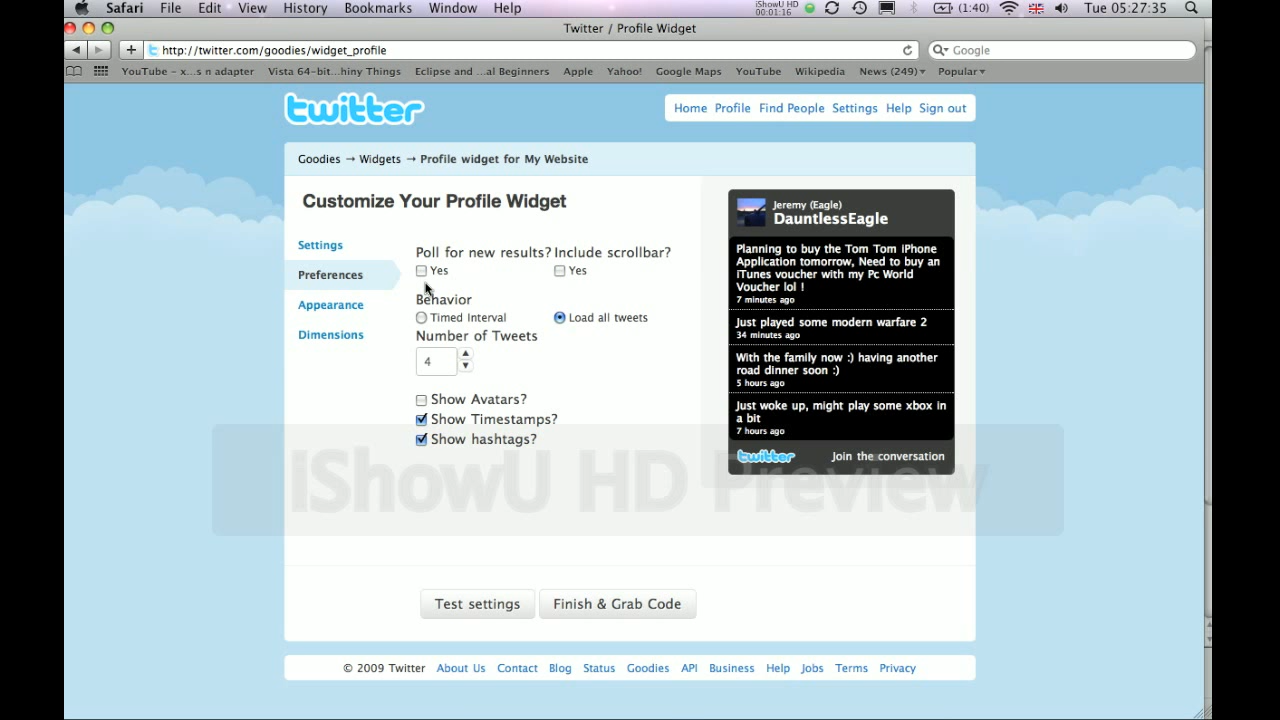 Safari File Edit View History Bookmarks Window Help iShowU HD 00:01:16 (1:40) Tue 05:27:35
Twitter / Profile Widget
http://twitter.com/goodies/widget_profile Google
YouTube - x...s n adapter Vista 64-bit...hiny Things Eclipse and ...al Beginners Apple Yahoo! Google Maps YouTube Wikipedia News (249) Popular
twitter
Home Profile Find People Settings Help Sign out
Goodies → Widgets → Profile widget for My Website
Customize Your Profile Widget
Settings
Preferences
Appearance
Dimensions
Poll for new results? Include scrollbar?
Yes Yes
Behavior
Timed Interval Load all tweets
Number of Tweets
4
Show Avatars?
Show Timestamps?
Show hashtags?
Jeremy (Eagle)
DauntlessEagle
Planning to buy the Tom Tom iPhone
Application tomorrow, Need to buy an
iTunes voucher with my Pc World
Voucher lol !
7 minutes ago
Just played some modern warfare 2
34 minutes ago
With the family now :) having another
road dinner soon :)
5 hours ago
Just woke up, might play some xbox in
a bit
7 hours ago
twitter Join the conversation
iShowU HD Preview
Test settings Finish & Grab Code
© 2009 Twitter About Us Contact Blog Status Goodies API Business Help Jobs Terms Privacy